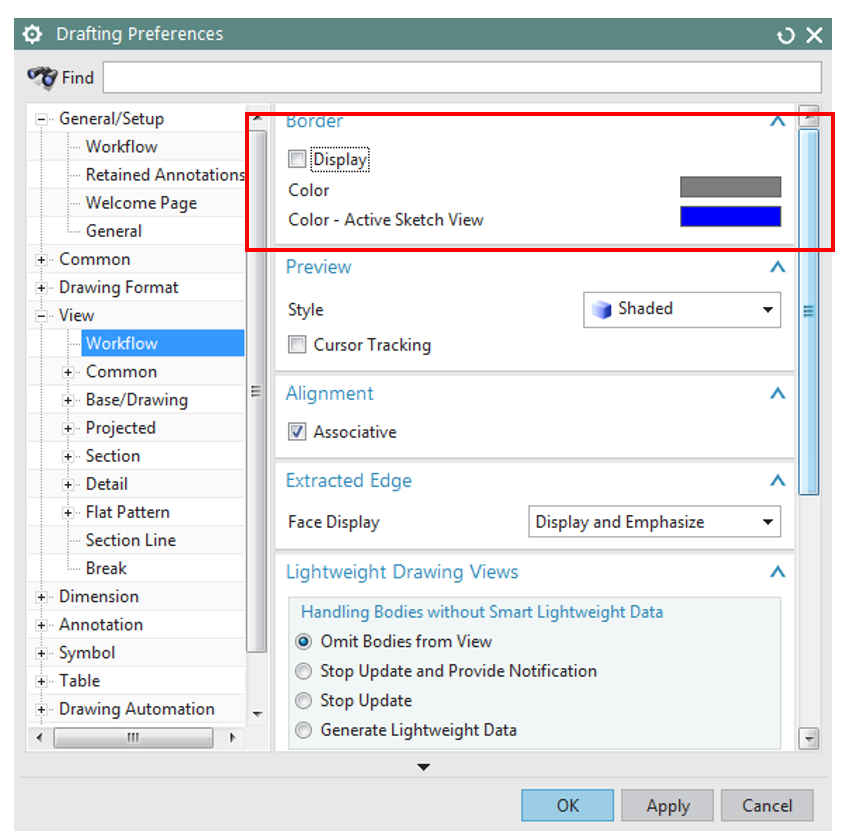 Drafting Preferences
Find
General/Setup
Workflow
Retained Annotations
Welcome Page
General
Common
Drawing Format
View
Workflow
Common
Base/Drawing
Projected
Section
Detail
Flat Pattern
Section Line
Break
Dimension
Annotation
Symbol
Table
Drawing Automation
Border
Display
Color
Color - Active Sketch View
Preview
Style Shaded
Cursor Tracking
Alignment
Associative
Extracted Edge
Face Display Display and Emphasize
Lightweight Drawing Views
Handling Bodies without Smart Lightweight Data
Omit Bodies from View
Stop Update and Provide Notification
Stop Update
Generate Lightweight Data
OK Apply Cancel